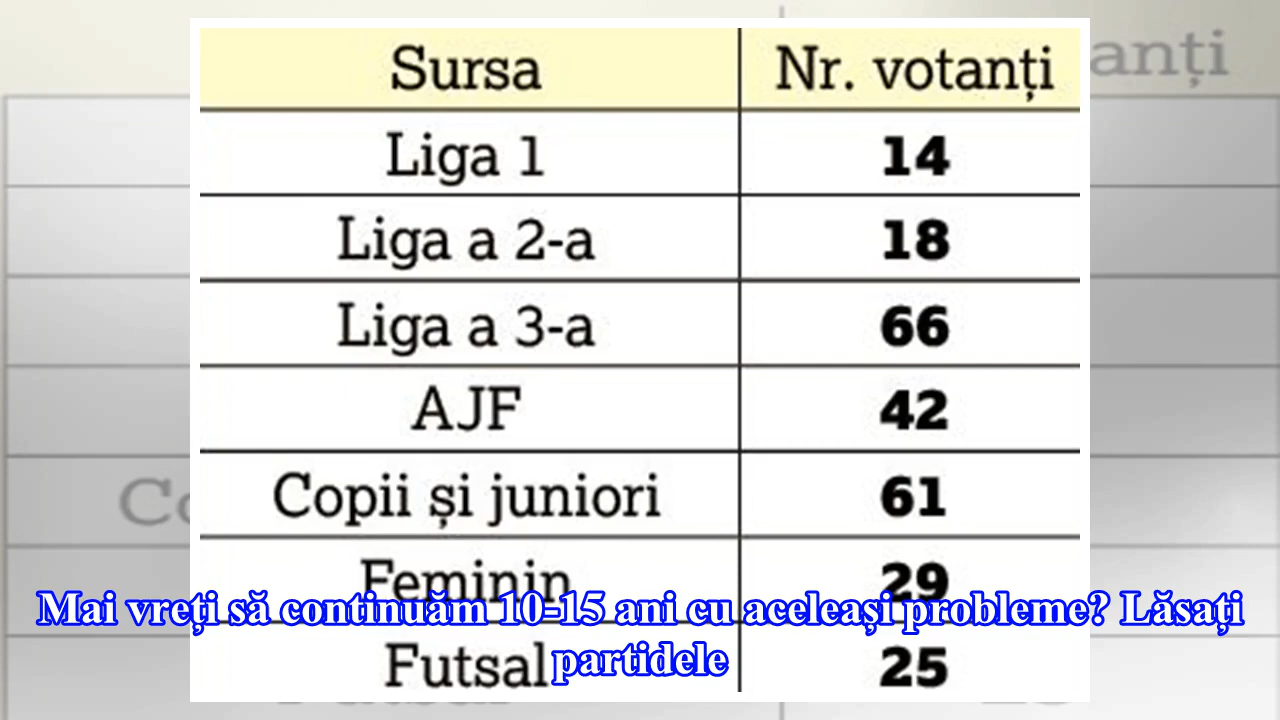 Sursa Nr. votanți
Liga 1 14
Liga a 2-a 18
Liga a 3-a 66
AJF 42
Copii și juniori 61
Feminin 29
Mai vreți să continuăm 10-15 ani cu aceleași probleme? Lăsați
partidele
Futsal 25